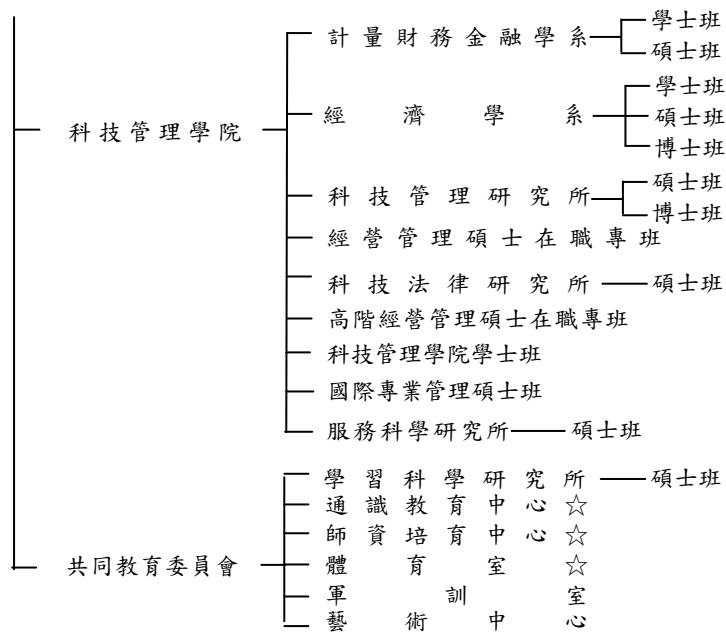 學士班
計量財務金融學系
碩士班
學士班
經濟學系
碩士班
博士班
科技管理學院
碩士班
科技管理研究所
博士班
經營管理碩士在職專班
科技法律研究所
碩士班
高階經營管理碩士在職專班
科技管理學院學士班
國際專業管理碩士班
服務科學研究所
碩士班
學習科學研究所
碩士班
通識教育中心☆
師資培育中心☆
共同教育委員會
體育室☆
軍訓室
藝術中心